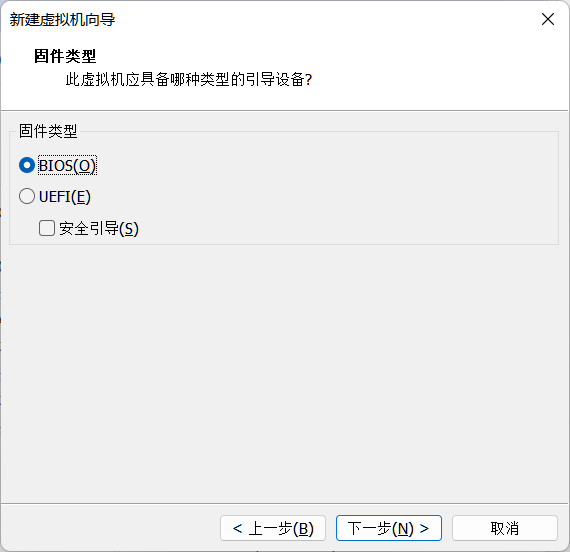 新建虚拟机向导
固件类型
此虚拟机应具备哪种类型的引导设备?
固件类型
BIOS(O)
UEFI(E)
安全引导(S)
< 上一步(B)
下一步(N) >
取消